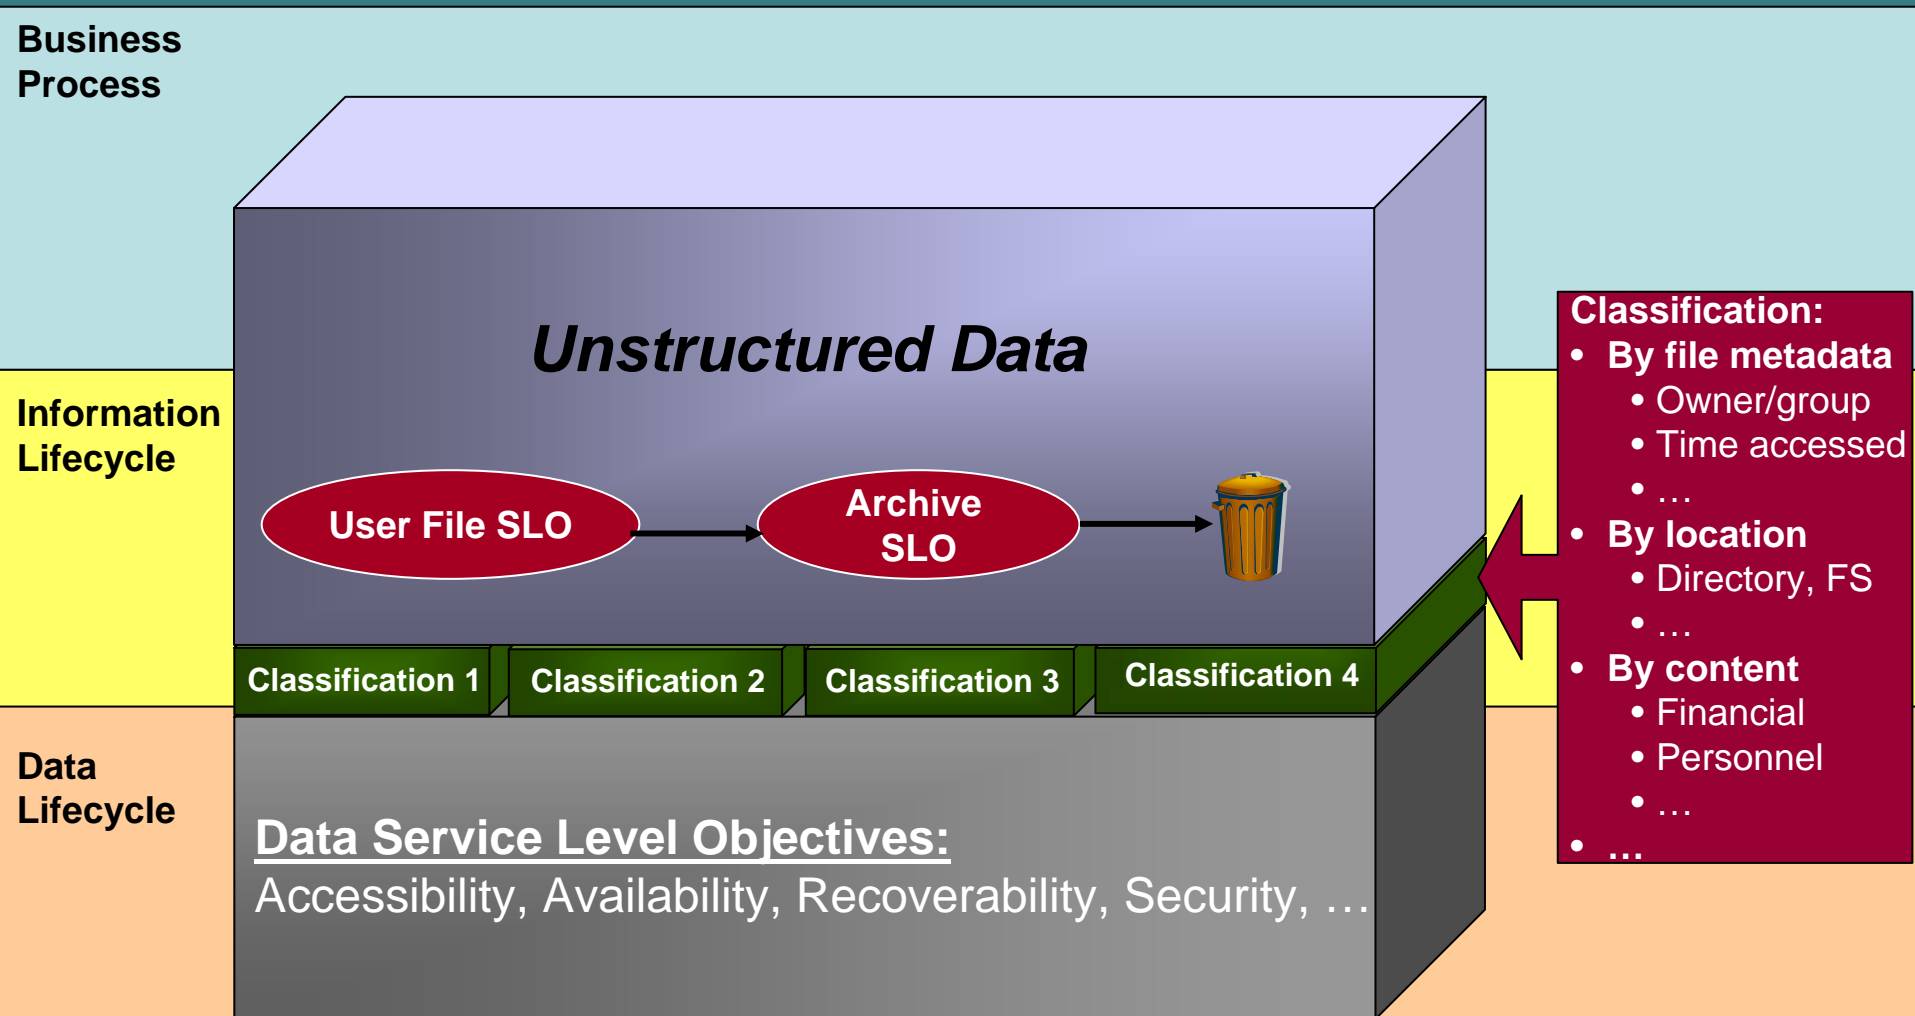 Business
Process
Unstructured Data
Information
Lifecycle
User File SLO
Archive
SLO
Classification 1
Classification 2
Classification 3
Classification 4
Data
Lifecycle
Data Service Level Objectives:
Accessibility, Availability, Recoverability, Security, …
Classification:
• By file metadata
• Owner/group
• Time accessed
• …
• By location
• Directory, FS
• …
• By content
• Financial
• Personnel
• …
• …